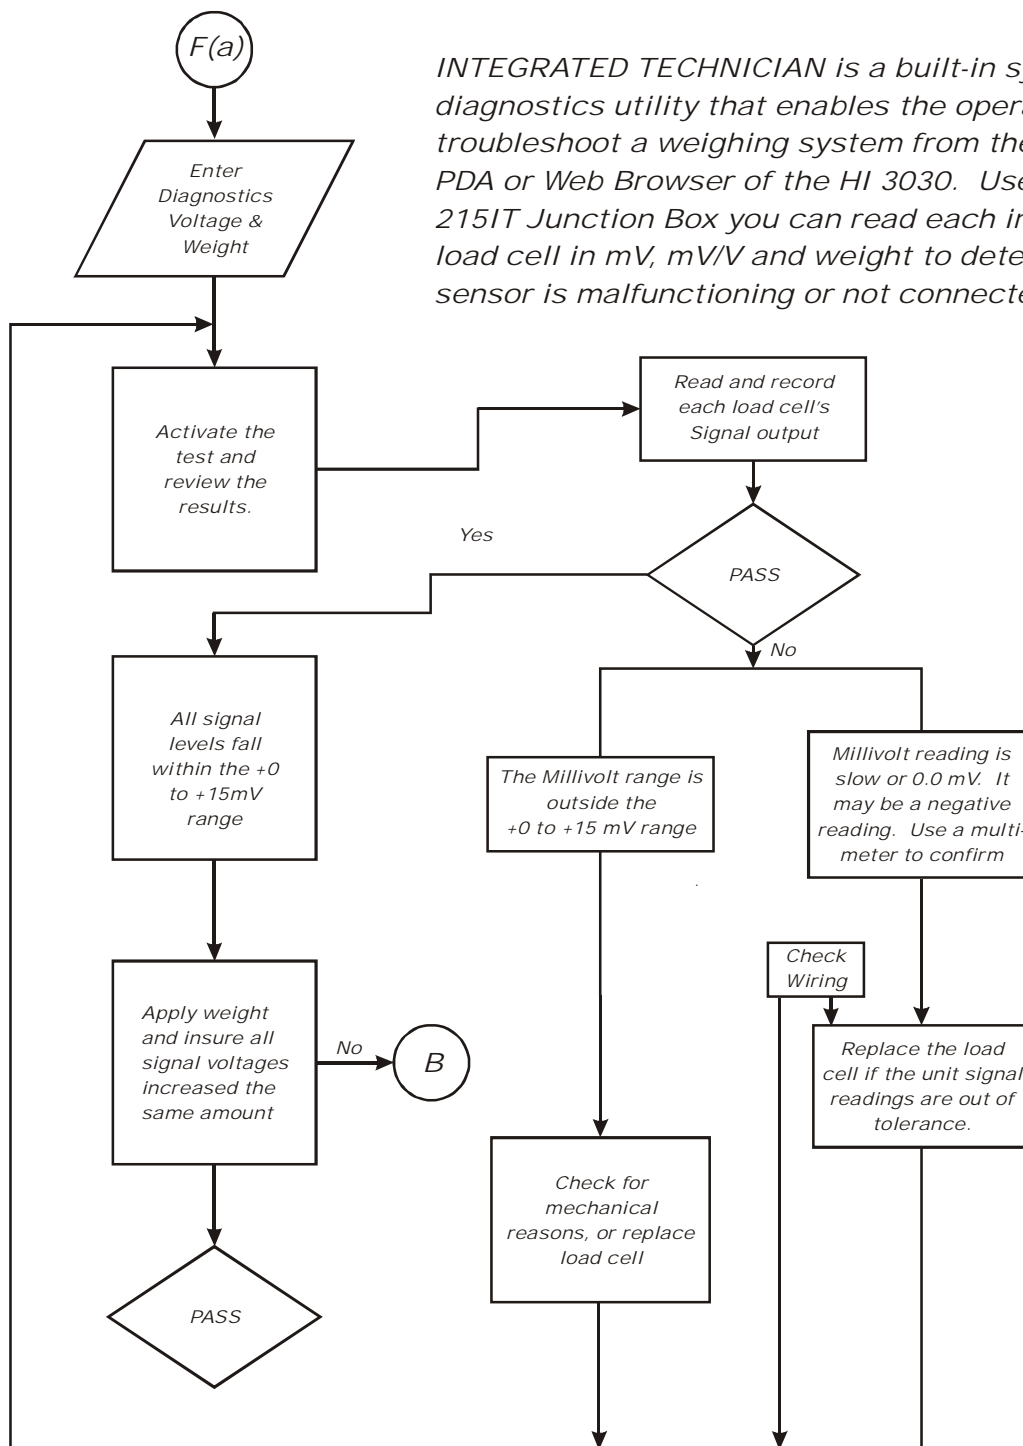 F(a)
INTEGRATED TECHNICIAN is a built-in
diagnostics utility that enables the
troubleshoot a weighing system from
PDA or Web Browser of the HI 3030. Use
215IT Junction Box you can read each
load cell in mV, mV/V and weight to
sensor is malfunctioning or not
Enter
Diagnostics
Voltage &
Weight
Activate the
test and
review the
results.
Read and record
each load cell's
Signal output
Yes
PASS
No
All signal
levels fall
within the +0
to +15mV
range
The Millivolt range is
outside the
+0 to +15 mV range
Millivolt reading is
slow or 0.0 mV. It
may be a negative
reading. Use a multi-
meter to confirm
Check
Wiring
Apply weight
and insure all
signal voltages
increased the
same amount
No
B
Replace the load
cell if the unit signal
readings are out of
tolerance.
Check for
mechanical
reasons, or replace
load cell
PASS